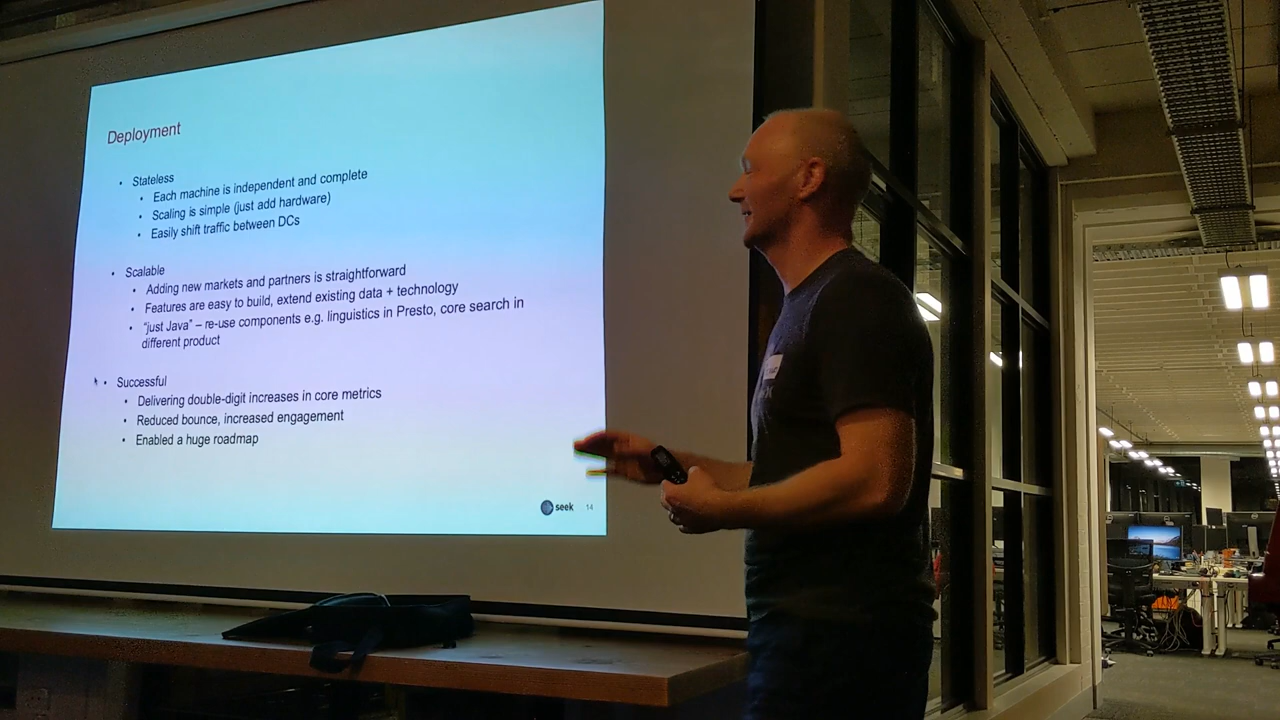 Deployment
• Stateless
• Each machine is independent and complete
• Scaling is simple (just add hardware)
• Easily shift traffic between DCs
• Scalable
• Adding new markets and partners is straightforward
• Features are easy to build, extend existing data + technology
• "just Java" – re-use components e.g. linguistics in Presto, core search in
different product
• Successful
• Delivering double-digit increases in core metrics
• Reduced bounce, increased engagement
• Enabled a huge roadmap
seek 14